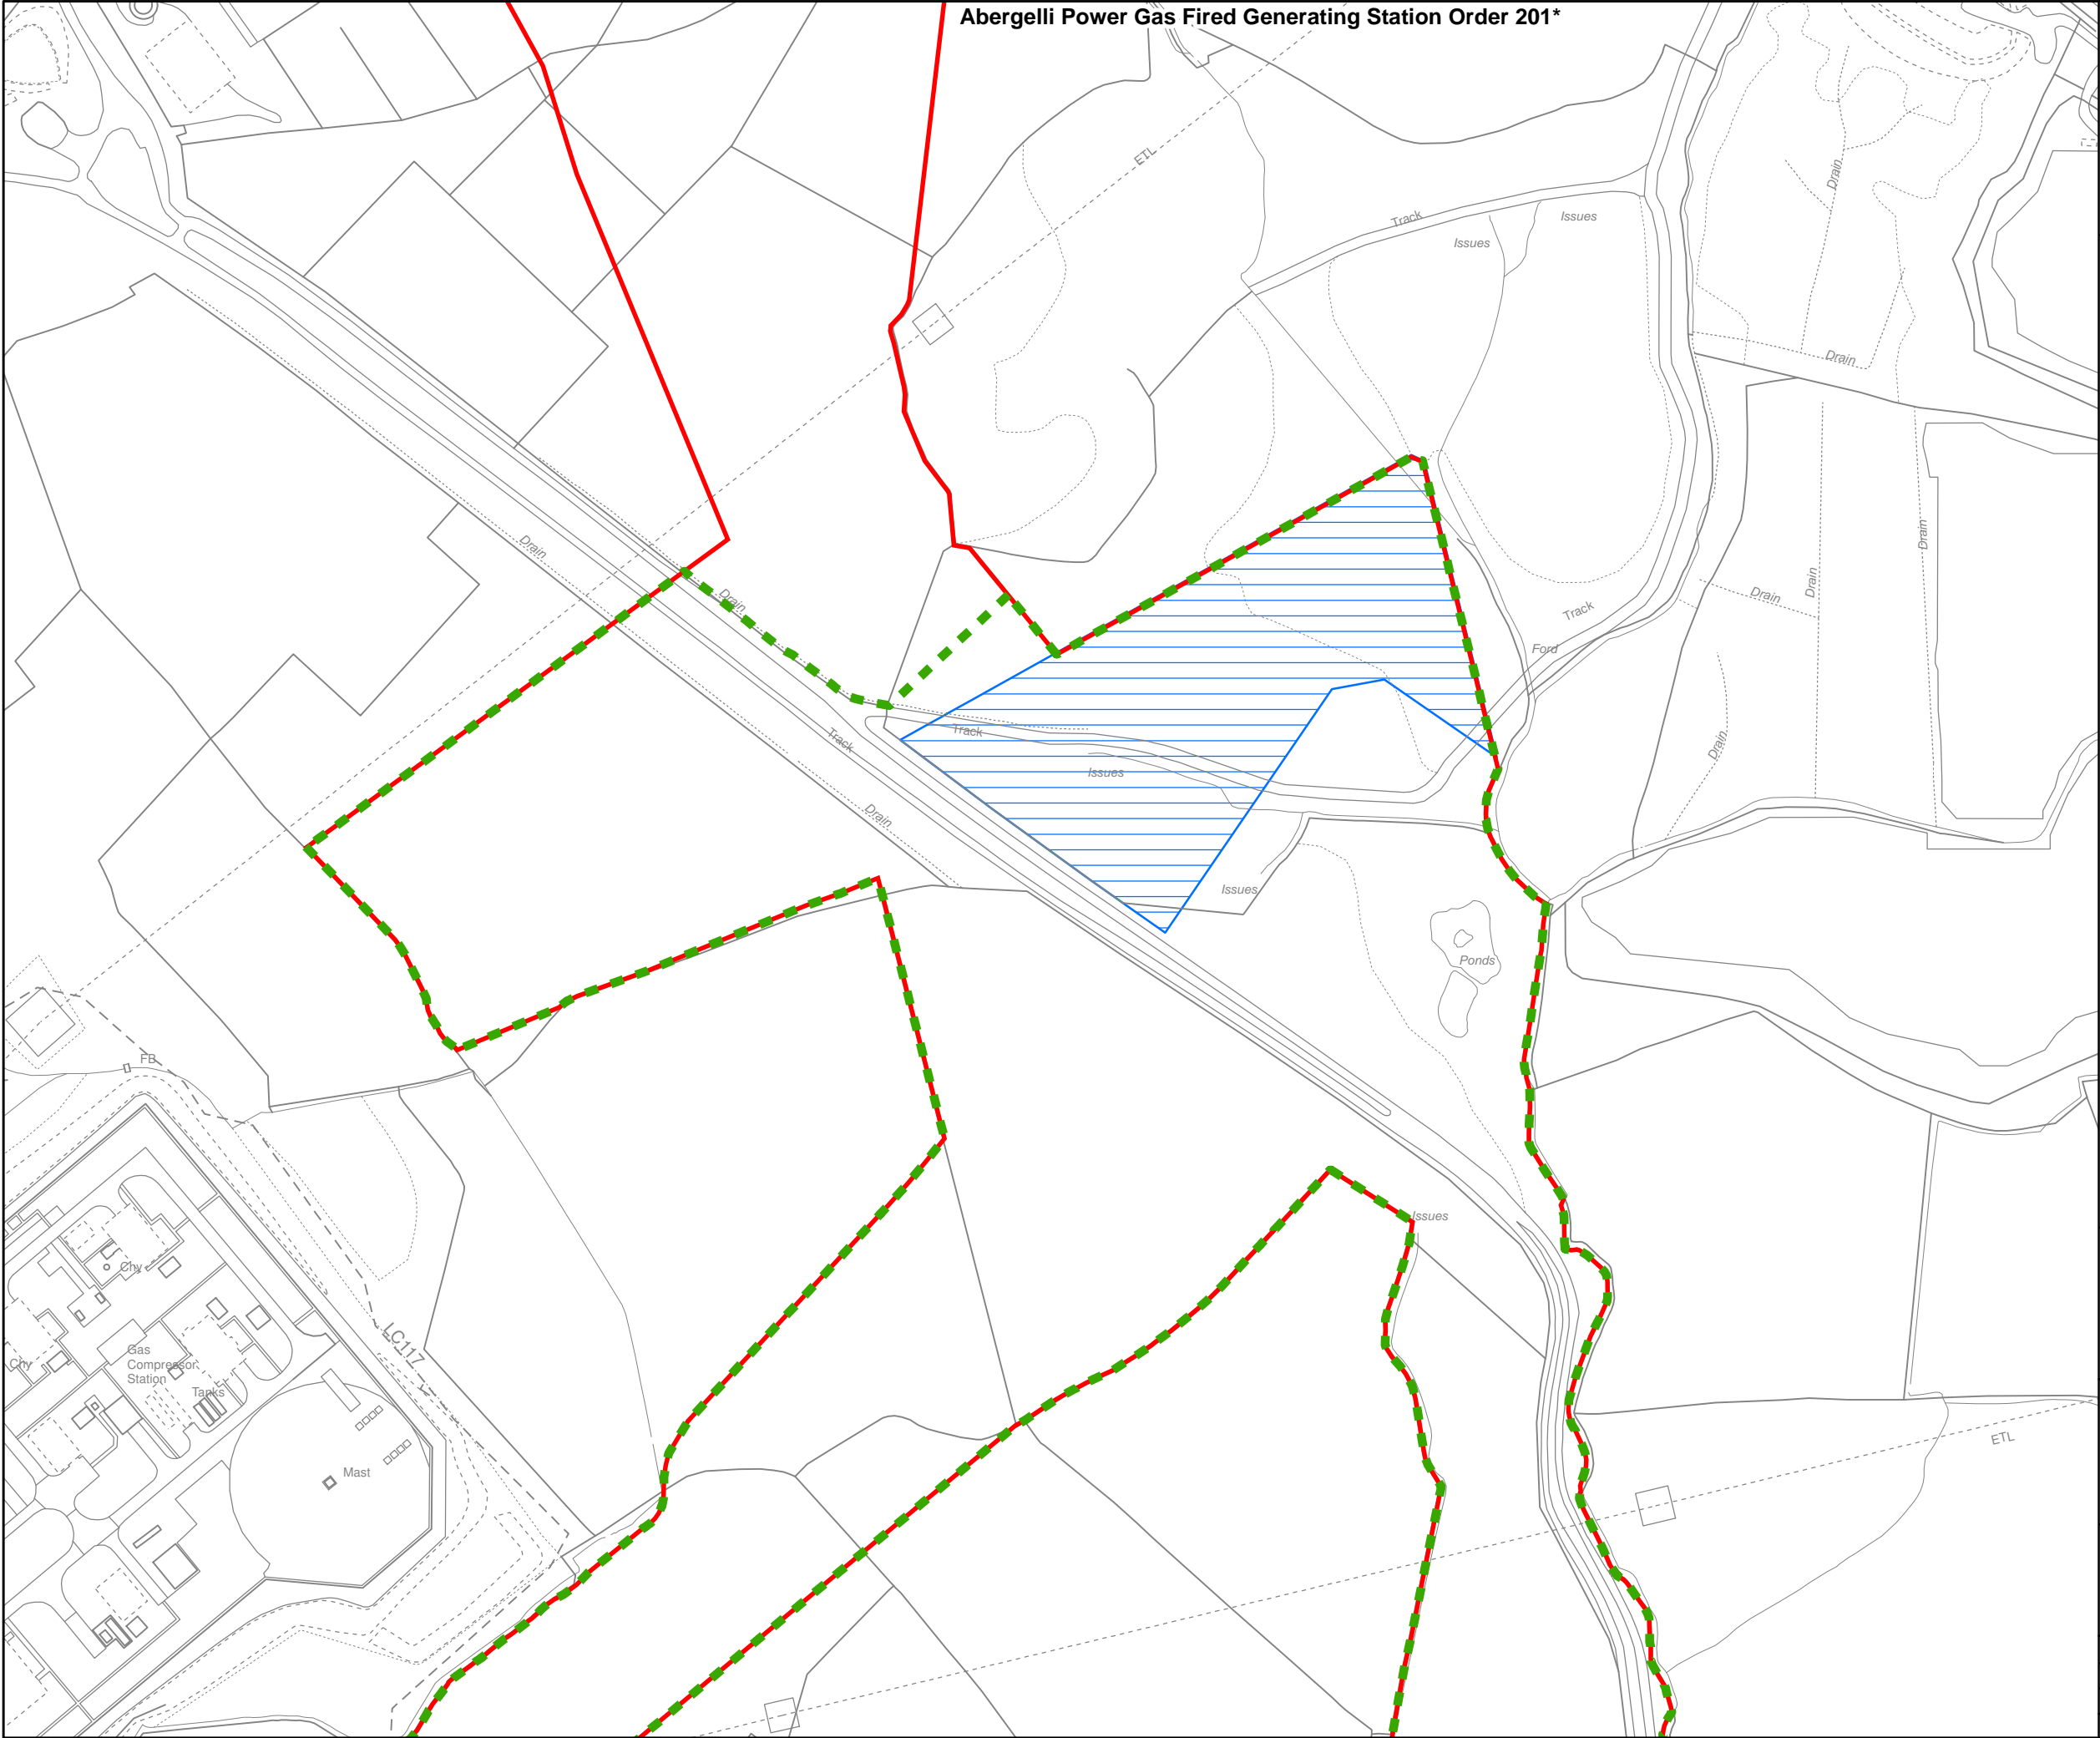 Abergelli Power Gas Fired Generating Station Order 201*
ETL
Drain
Track
Issues
Issues
Drain
Drain
Drain
Drain
Drain
Drain
Track
Drain
Ford
Track
Track
Drain
Issues
Drain
Issues
Ponds
FB
Issues
Chy
LC117
Gas
Compressor
Station
Chy
Tanks
ETL
Mast